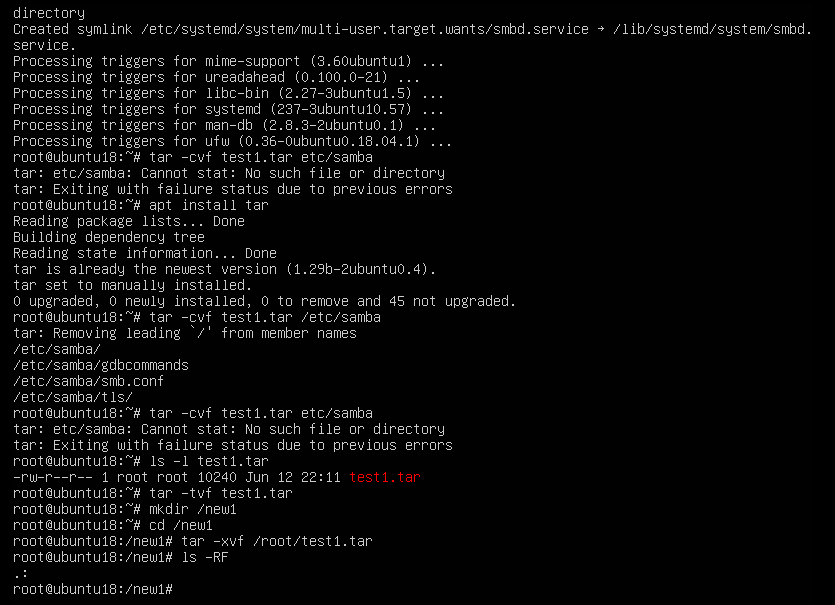 directory
Created symlink /etc/systemd/system/multi-user.target.wants/smbd.service → /lib/systemd/system/smbd.
service.
Processing triggers for mime-support (3.60ubuntu1) ...
Processing triggers for ureadahead (0.100.0-21) ...
Processing triggers for libc-bin (2.27-3ubuntu1.5) ...
Processing triggers for systemd (237-3ubuntu10.57) ...
Processing triggers for man-db (2.8.3-2ubuntu0.1) ...
Processing triggers for ufw (0.36-0ubuntu0.18.04.1) ...
root@ubuntu18:~# tar -cvf test1.tar etc/samba
tar: etc/samba: Cannot stat: No such file or directory
tar: Exiting with failure status due to previous errors
root@ubuntu18:~# apt install tar
Reading package lists... Done
Building dependency tree
Reading state information... Done
tar is already the newest version (1.29b-2ubuntu0.4).
tar set to manually installed.
0 upgraded, 0 newly installed, 0 to remove and 45 not upgraded.
root@ubuntu18:~# tar -cvf test1.tar /etc/samba
tar: Removing leading `/' from member names
/etc/samba/
/etc/samba/gdbcommands
/etc/samba/smb.conf
/etc/samba/tls/
root@ubuntu18:~# tar -cvf test1.tar etc/samba
tar: etc/samba: Cannot stat: No such file or directory
tar: Exiting with failure status due to previous errors
root@ubuntu18:~# ls -l test1.tar
-rw-r--r-- 1 root root 10240 Jun 12 22:11 test1.tar
root@ubuntu18:~# tar -tvf test1.tar
root@ubuntu18:~# mkdir /new1
root@ubuntu18:~# cd /new1
root@ubuntu18:/new1# tar -xvf /root/test1.tar
root@ubuntu18:/new1# ls -RF
.:
root@ubuntu18:/new1#